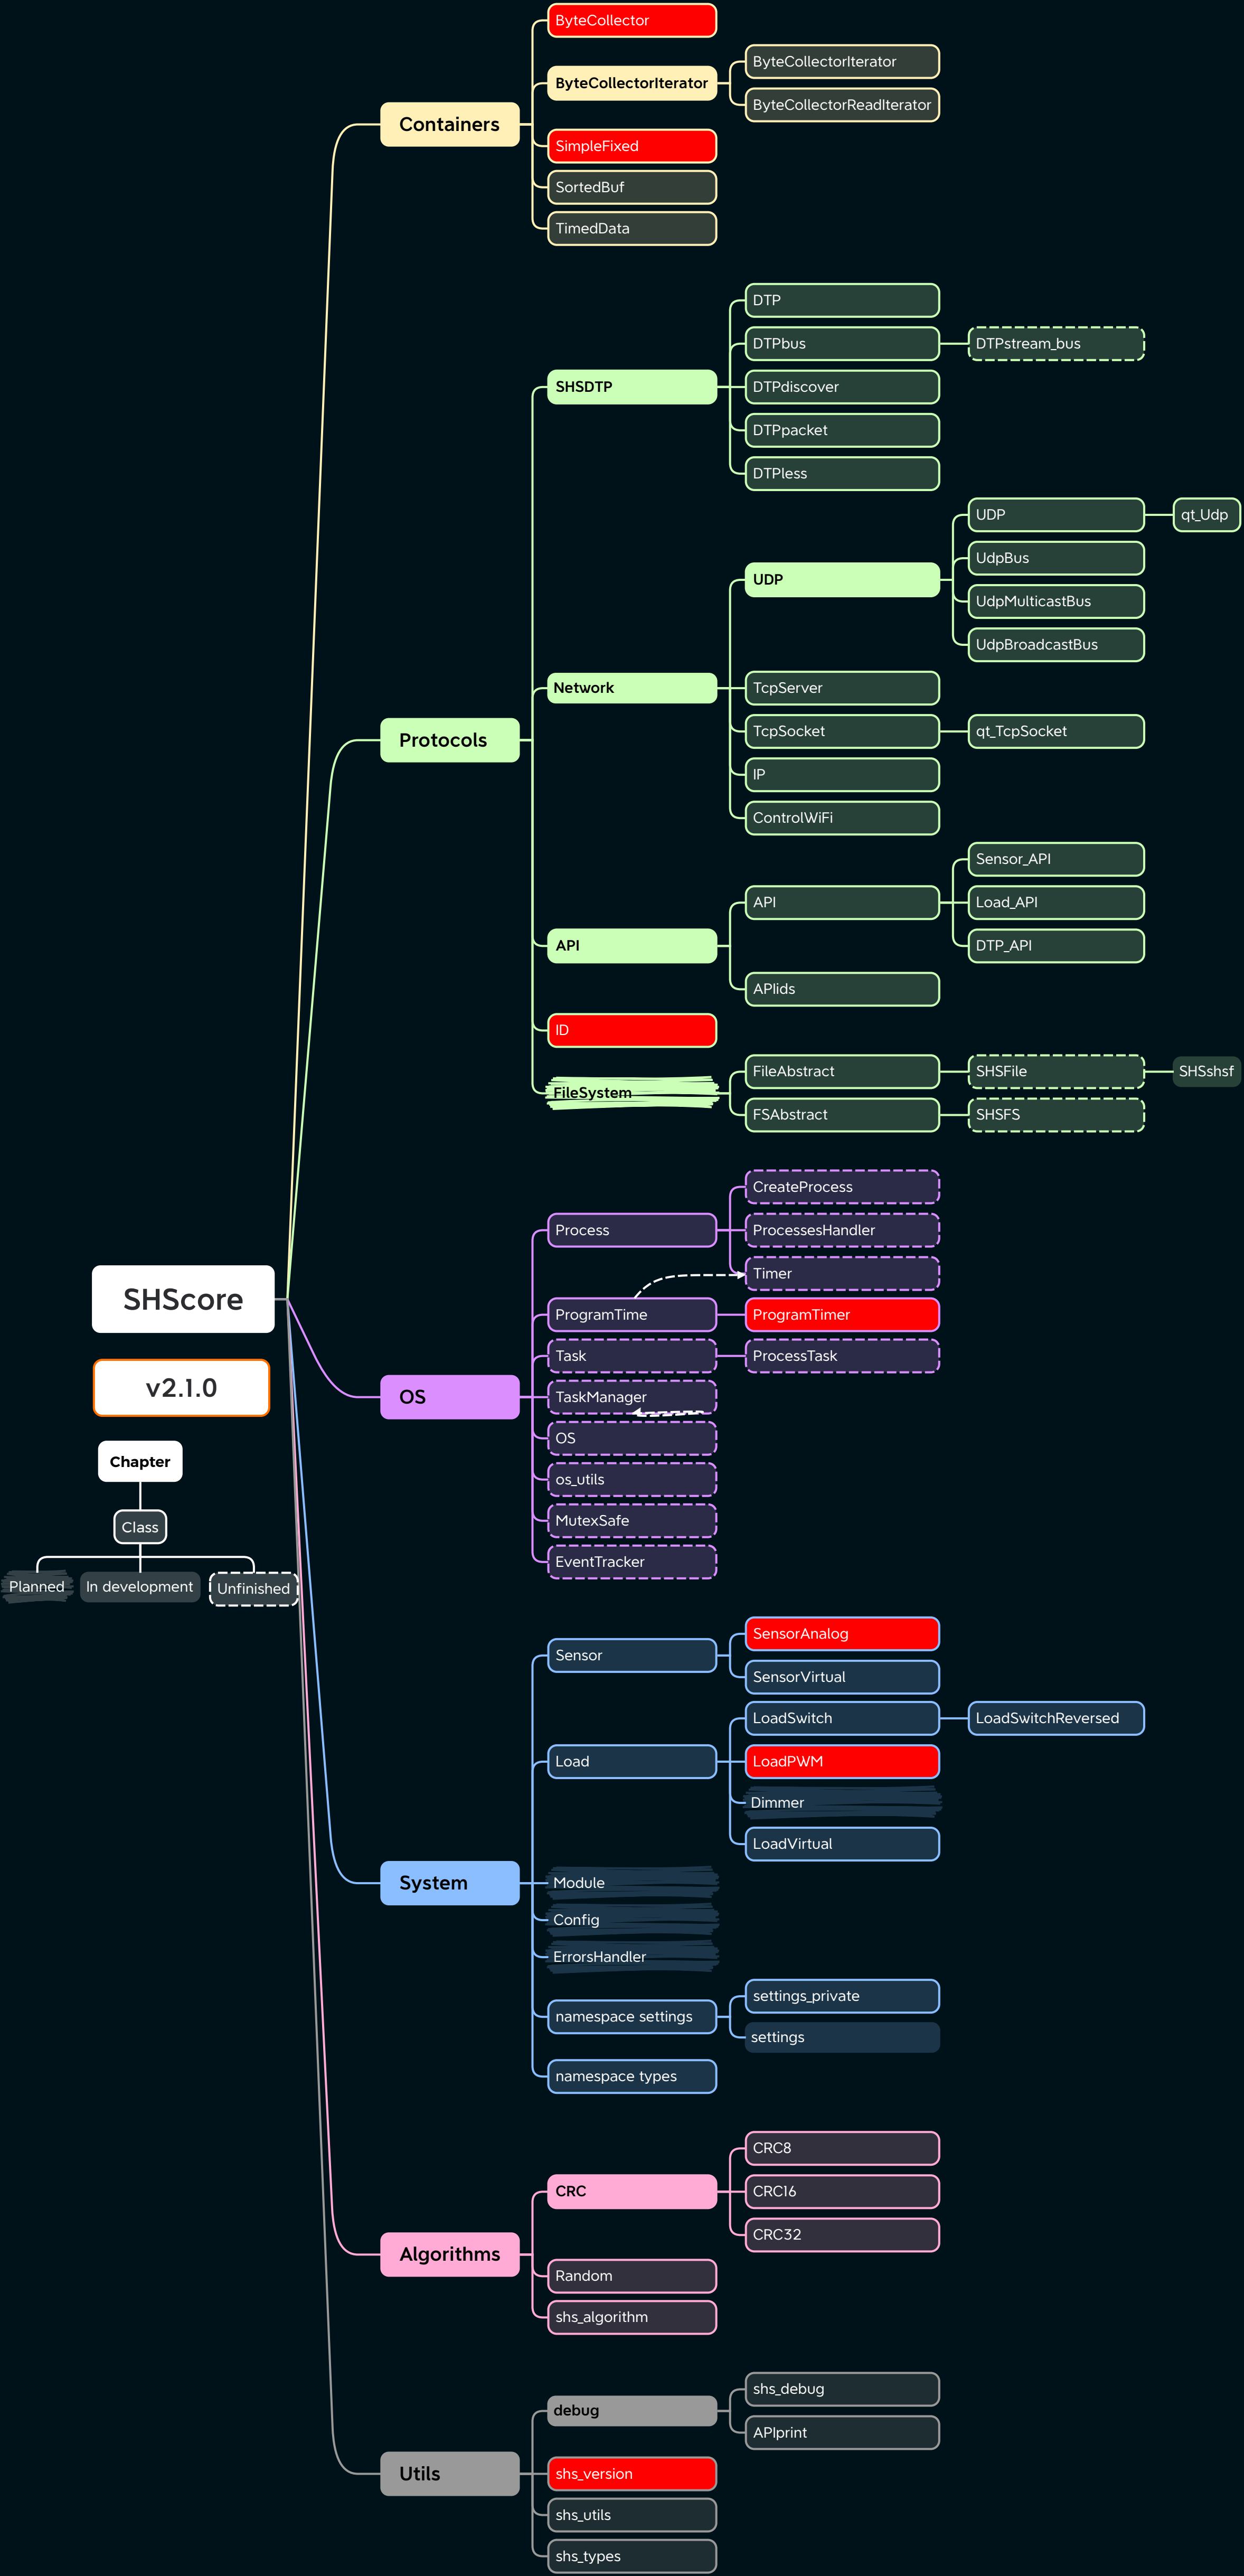 SHScore
v2.1.0
Chapter
Class
Planned
In development
Unfinished
Containers
ByteCollector
ByteCollectorIterator
ByteCollectorIterator
ByteCollectorReadIterator
SimpleFixed
SortedBuf
TimedData
Protocols
SHSDTP
DTP
DTPbus
DTPstream_bus
DTPdiscover
DTPpacket
DTPless
Network
UDP
UDP
qt_Udp
UdpBus
UdpMulticastBus
UdpBroadcastBus
TcpServer
TcpSocket
qt_TcpSocket
IP
ControlWiFi
API
API
Sensor_API
Load_API
DTP_API
APIids
ID
FileSystem
FileAbstract
SHSFile
SHSshsf
FSAbstract
SHSFS
OS
Process
CreateProcess
ProcessesHandler
Timer
ProgramTime
ProgramTimer
Task
ProcessTask
TaskManager
OS
os_utils
MutexSafe
EventTracker
System
Sensor
SensorAnalog
SensorVirtual
Load
LoadSwitch
LoadSwitchReversed
LoadPWM
Dimmer
LoadVirtual
Module
Config
ErrorsHandler
namespace settings
settings_private
settings
namespace types
Algorithms
CRC
CRC8
CRC16
CRC32
Random
shs_algorithm
Utils
debug
shs_debug
APIprint
shs_version
shs_utils
shs_types